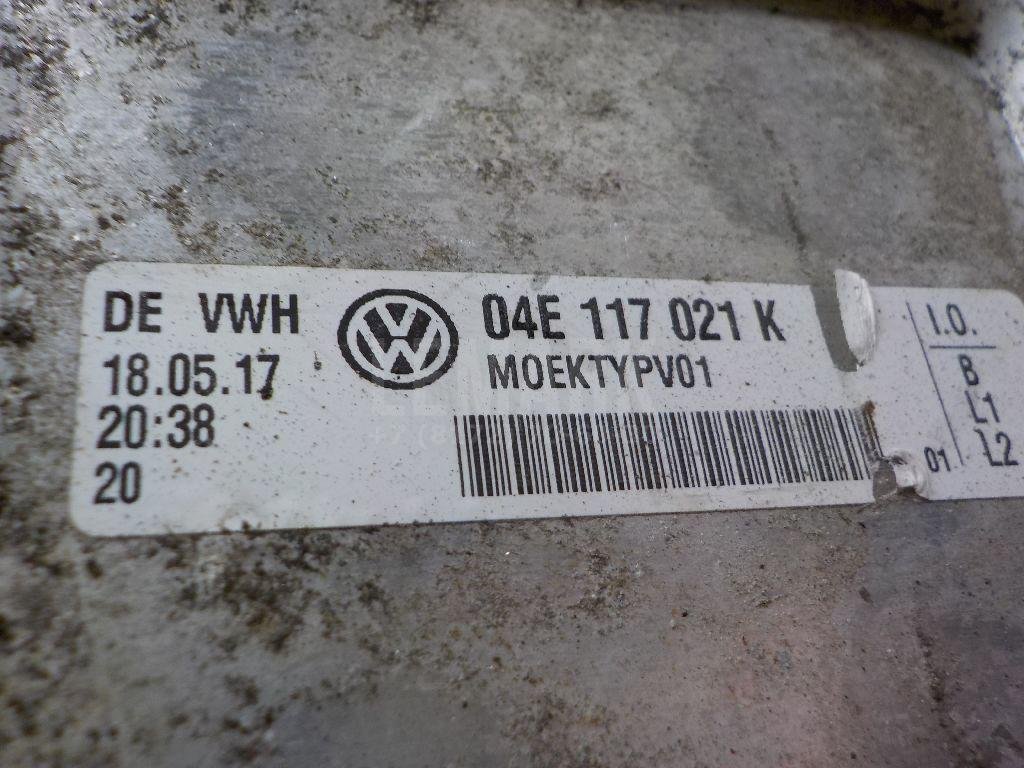 DE VWH
18.05.17
20:38
20
04E 117 021 K
MOEKTYPV01
I.O.
B
L1
L2
01